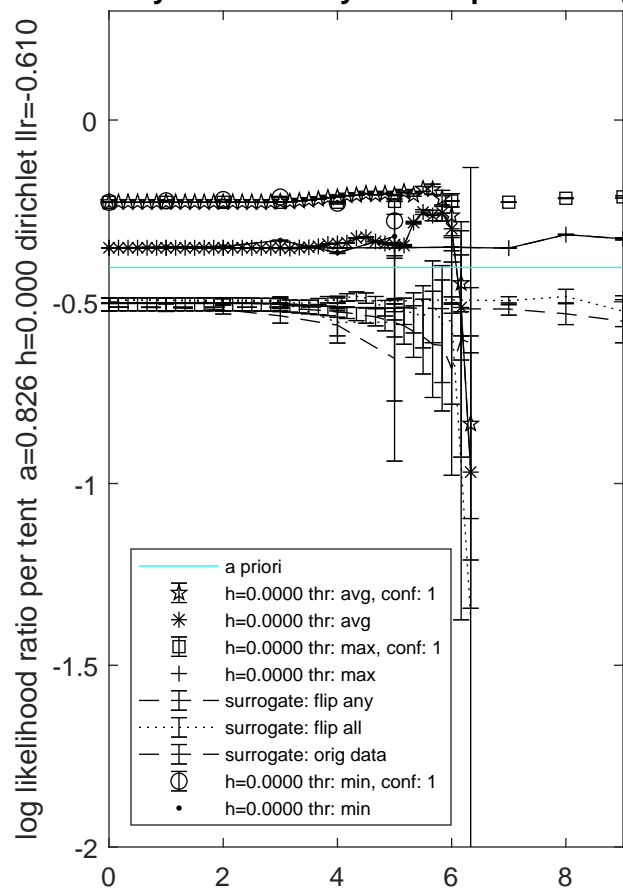 log likelihood ratio per tent a=0.826 h=0.000 dirichlet llr=-0.610
0
-0.5
-1
-1.5
-2
0 2 4 6 8
a priori
h=0.0000 thr: avg, conf: 1
h=0.0000 thr: avg
h=0.0000 thr: max, conf: 1
h=0.0000 thr: max
surrogate: flip any
surrogate: flip all
surrogate: orig data
h=0.0000 thr: min, conf: 1
h=0.0000 thr: min